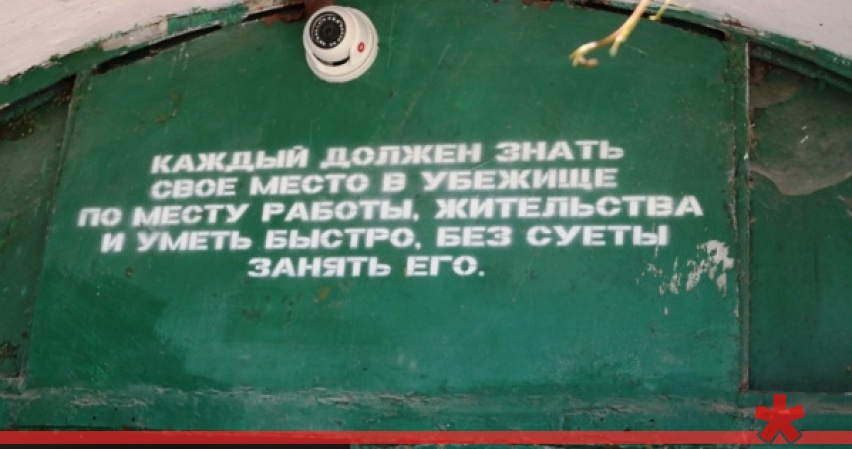 КАЖДЫЙ ДОЛЖЕН ЗНАТЬ
СВОЕ МЕСТО В УБЕЖИЩЕ
ПО МЕСТУ РАБОТЫ, ЖИТЕЛЬСТВА
И УМЕТЬ БЫСТРО, БЕЗ СУЕТЫ
ЗАНЯТЬ ЕГО.